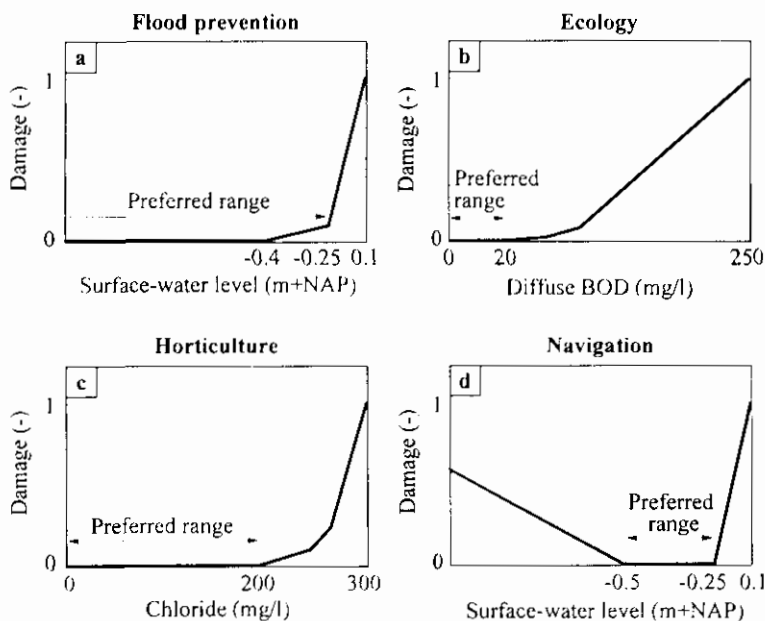 Flood prevention
a
Damage (-)
1
0
Preferred range
-0.4 -0.25 0.1
Surface-water level (m+NAP)
Ecology
b
Damage (-)
1
0
Preferred
range
0 20 250
Diffuse BOD (mg/l)
Horticulture
c
Damage (-)
1
0
Preferred range
0 200 300
Chloride (mg/l)
Navigation
d
Damage (-)
1
0
Preferred
range
-0.5 -0.25 0.1
Surface-water level (m+NAP)